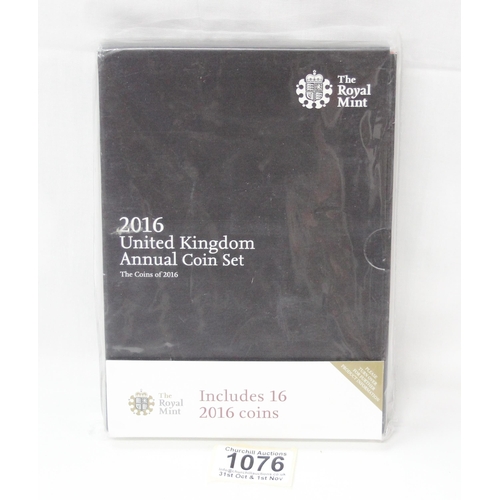 The
Royal
Mint
2016
United Kingdom
Annual Coin Set
The Coins of 2016
The
Royal
Mint
Includes 16
2016 coins
Churchill Auctions
1076
31st Oct & 1st Nov